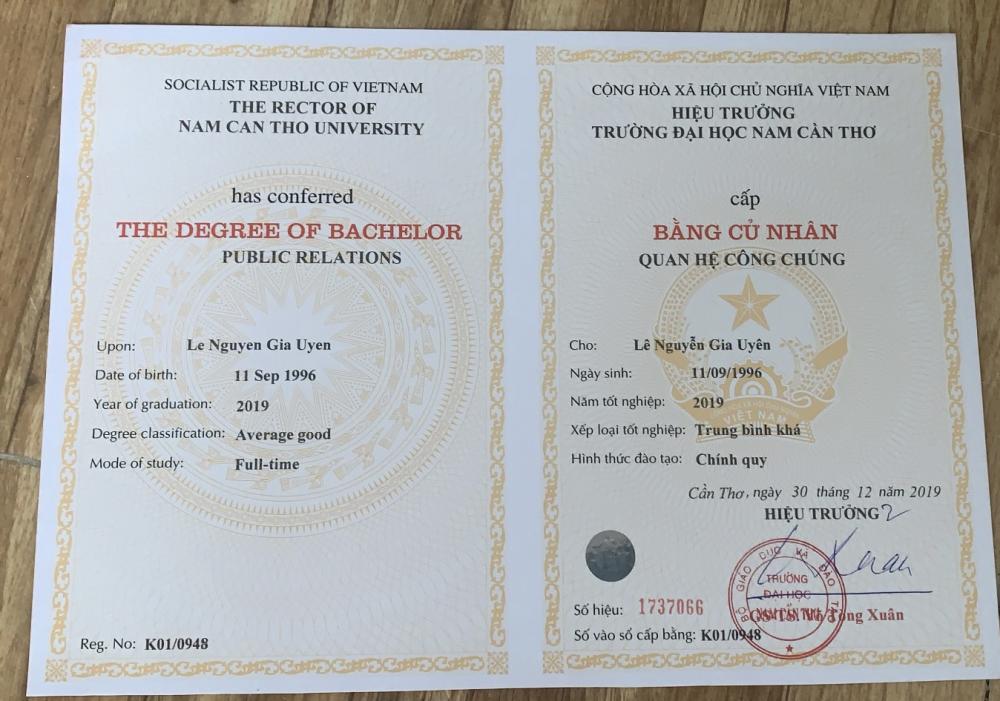 SOCIALIST REPUBLIC OF VIETNAM
THE RECTOR OF
NAM CAN THO UNIVERSITY
has conferred
THE DEGREE OF BACHELOR
PUBLIC RELATIONS
Upon: Le Nguyen Gia Uyen
Date of birth: 11 Sep 1996
Year of graduation: 2019
Degree classification: Average good
Mode of study: Full-time
Reg. No: K01/0948
CỘNG HÒA XÃ HỘI CHỦ NGHĨA VIỆT NAM
HIỆU TRƯỞNG
TRƯỜNG ĐẠI HỌC NAM CẦN THƠ
cấp
BẰNG CỬ NHÂN
QUAN HỆ CÔNG CHÚNG
Cho: Lê Nguyễn Gia Uyên
Ngày sinh: 11/09/1996
Năm tốt nghiệp: 2019
VIỆT NAM
Xếp loại tốt nghiệp: Trung bình khá
Hình thức đào tạo: Chính quy
Cần Thơ, ngày 30 tháng 12 năm 2019
HIỆU TRƯỞNG
BỘ GIÁO DỤC VÀ ĐÀO TẠO
TRƯỜNG
ĐẠI HỌC
NAM CẦN THƠ
GS-TS. Võ Tòng Xuân
Số hiệu: 1737066
Số vào sổ cấp bằng: K01/0948